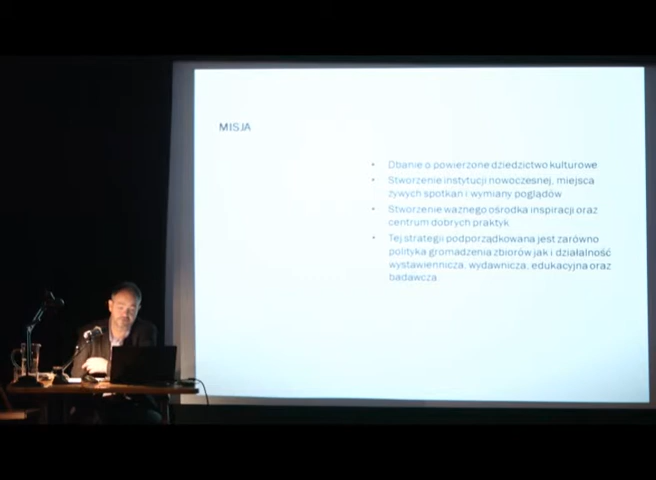 MISJA
• Dbanie o powierzone dziedzictwo kulturowe
• Stworzenie instytucji nowoczesnej, miejsca
żywych spotkań i wymiany poglądów
• Stworzenie ważnego ośrodka inspiracji oraz
centrum dobrych praktyk
• Tej strategii podporządkowana jest zarówno
polityka gromadzenia zbiorów jak i działalność
wystawiennicza, wydawnicza, edukacyjna oraz
badawcza.